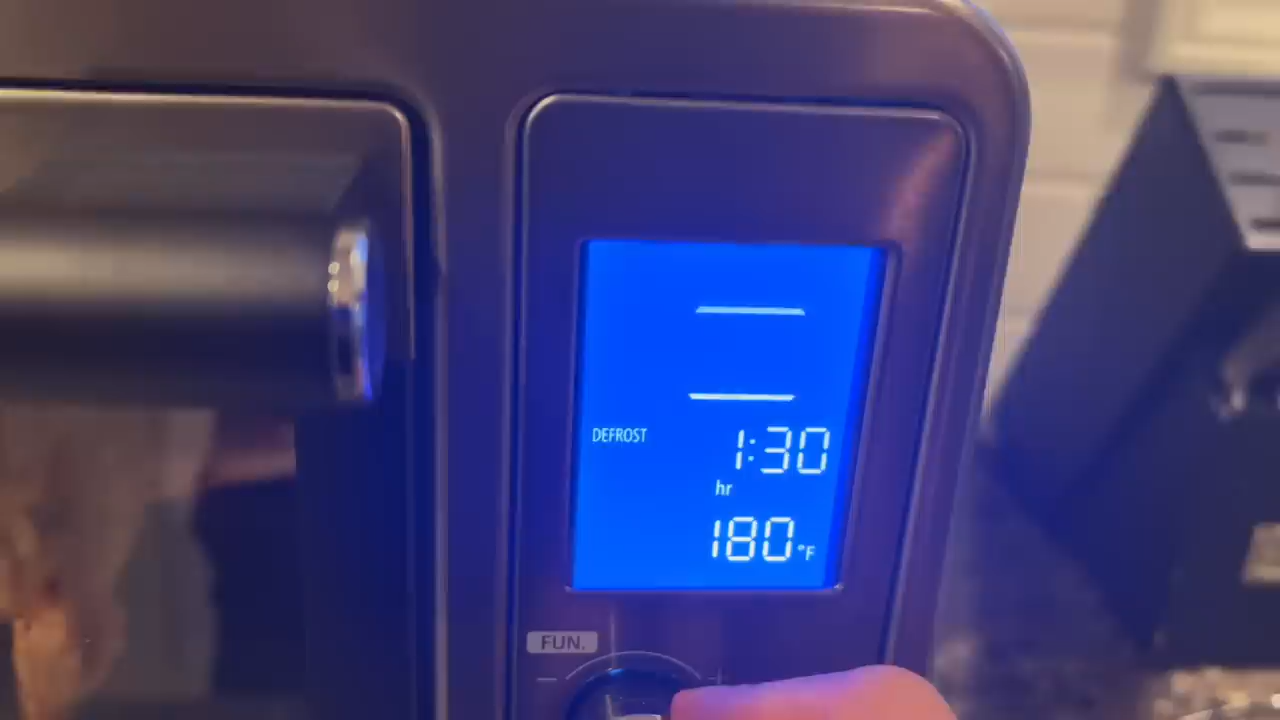 DEFROST 1:30
hr
180°F
FUN.
− +